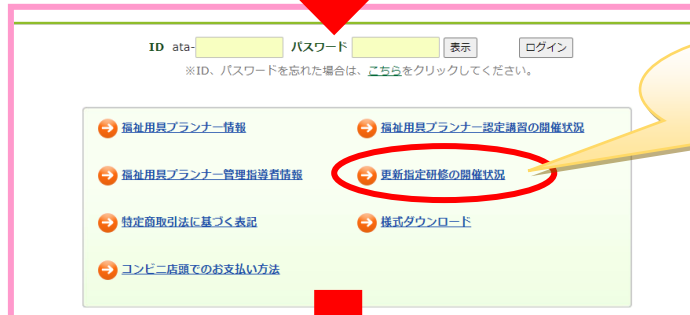 ID ata- パスワード 表示 ログイン
※ID、パスワードを忘れた場合は、こちらをクリックしてください。
福祉用具プランナー情報 福祉用具プランナー認定講習の開催状況
福祉用具プランナー管理指導者情報 更新指定研修の開催状況
特定商取引法に基づく表記 様式ダウンロード
コンビニ店頭でのお支払い方法